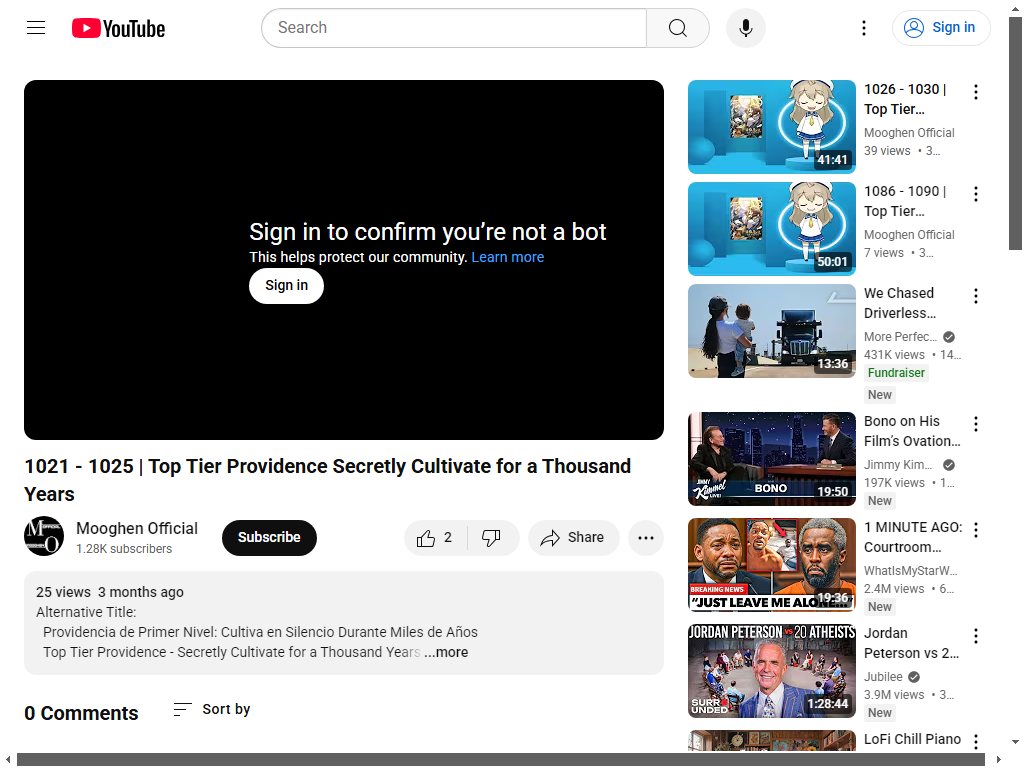 YouTube
Search
Sign in
Sign in to confirm you’re not a bot
This helps protect our community. Learn more
Sign in
1021 - 1025 | Top Tier Providence Secretly Cultivate for a Thousand
Years
Mooghen Official
1.28K subscribers
Subscribe
2
Share
25 views 3 months ago
Alternative Title:
Providencia de Primer Nivel: Cultiva en Silencio Durante Miles de Años
Top Tier Providence - Secretly Cultivate for a Thousand Years ...more
0 Comments
Sort by
41:41
1026 - 1030 |
Top Tier…
Mooghen Official
39 views • 3…
50:01
1086 - 1090 |
Top Tier…
Mooghen Official
7 views • 3…
13:36
We Chased
Driverless…
More Perfec…
431K views • 14…
Fundraiser
New
JIMMY
Kimmel
LIVE!
BONO
19:50
Bono on His
Film's Ovation…
Jimmy Kim…
197K views • 1…
New
BREAKING NEWS
"JUST LEAVE ME ALONE...
19:36
1 MINUTE AGO:
Courtroom…
WhatIsMyStarW…
2.4M views • 6…
New
JORDAN PETERSON vs 20 ATHEISTS
SURROUNDED
1:28:44
Jordan
Peterson vs 2…
Jubilee
3.9M views • 3…
New
LoFi Chill Piano